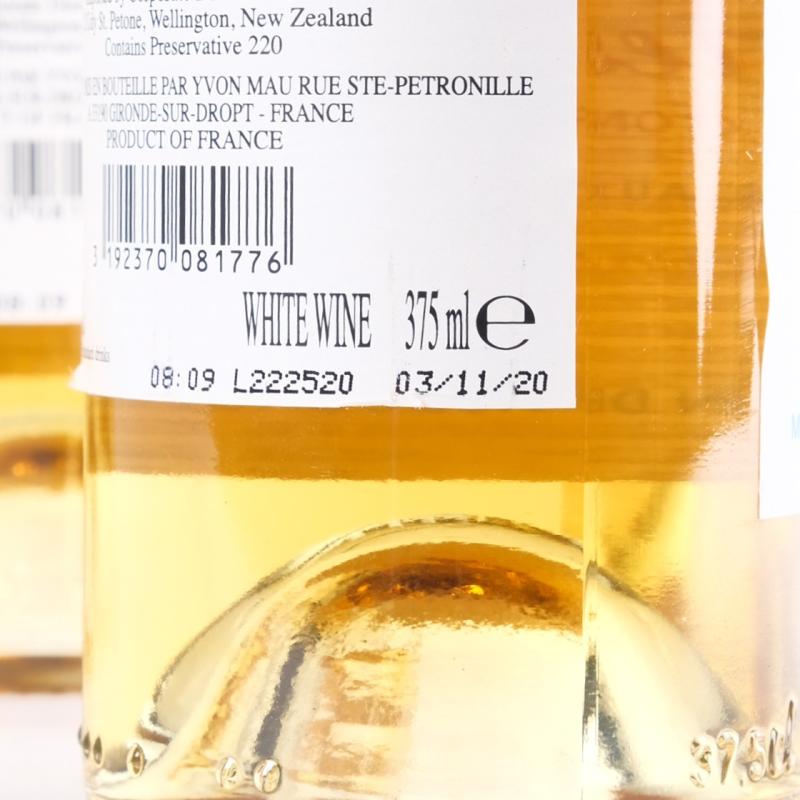 St. Petone, Wellington, New Zealand
Contains Preservative 220
EN BOUTEILLE PAR YVON MAU RUE STE-PETRONILLE
GIRONDE-SUR-DROPT - FRANCE
PRODUCT OF FRANCE
3 192370 081776
WHITE WINE 375 ml e
drinks
08:09 L222520 03/11/20
37.5cl